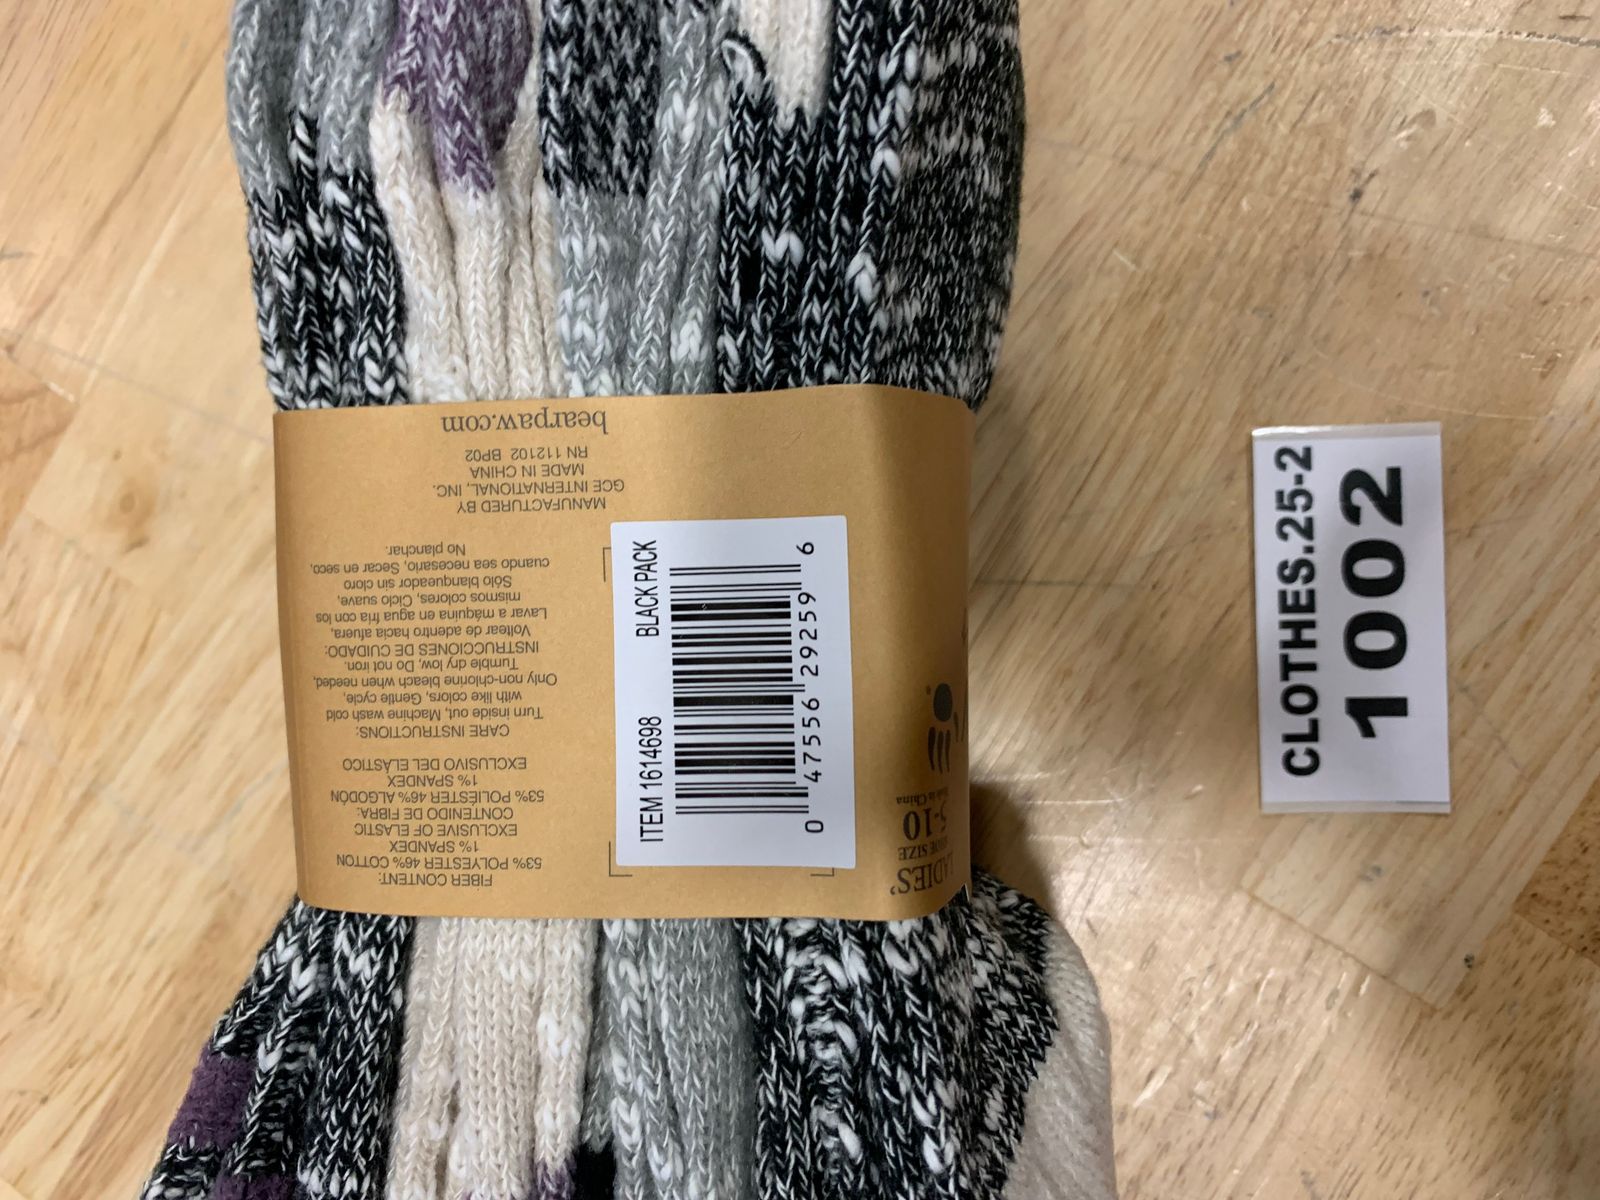 bearpaw.com
RN 112102 BP02
MADE IN CHINA
GCE INTERNATIONAL, INC.
MANUFACTURED BY
No planchar.
cuando sea necesario, Secar en seco,
Sólo blanqueador sin cloro
mismos colores, Ciclo suave,
Lavar a máquina en agua fría con los
Voltear de adentro hacia afuera,
INSTRUCCIONES DE CUIDADO:
Tumble dry low, Do not iron.
Only non-chlorine bleach when needed,
with like colors, Gentle cycle,
Turn inside out, Machine wash cold
CARE INSTRUCTIONS:
EXCLUSIVO DEL ELÁSTICO
1% SPANDEX
53% POLIÉSTER 46% ALGODÓN
CONTENIDO DE FIBRA:
EXCLUSIVE OF ELASTIC
1% SPANDEX
53% POLYESTER 46% COTTON
FIBER CONTENT:
ITEM 1614698 BLACK PACK
0 47556 29259 6
LADIES'
SHOE SIZE
5-10
Made in China
CLOTHES.25-2
1002